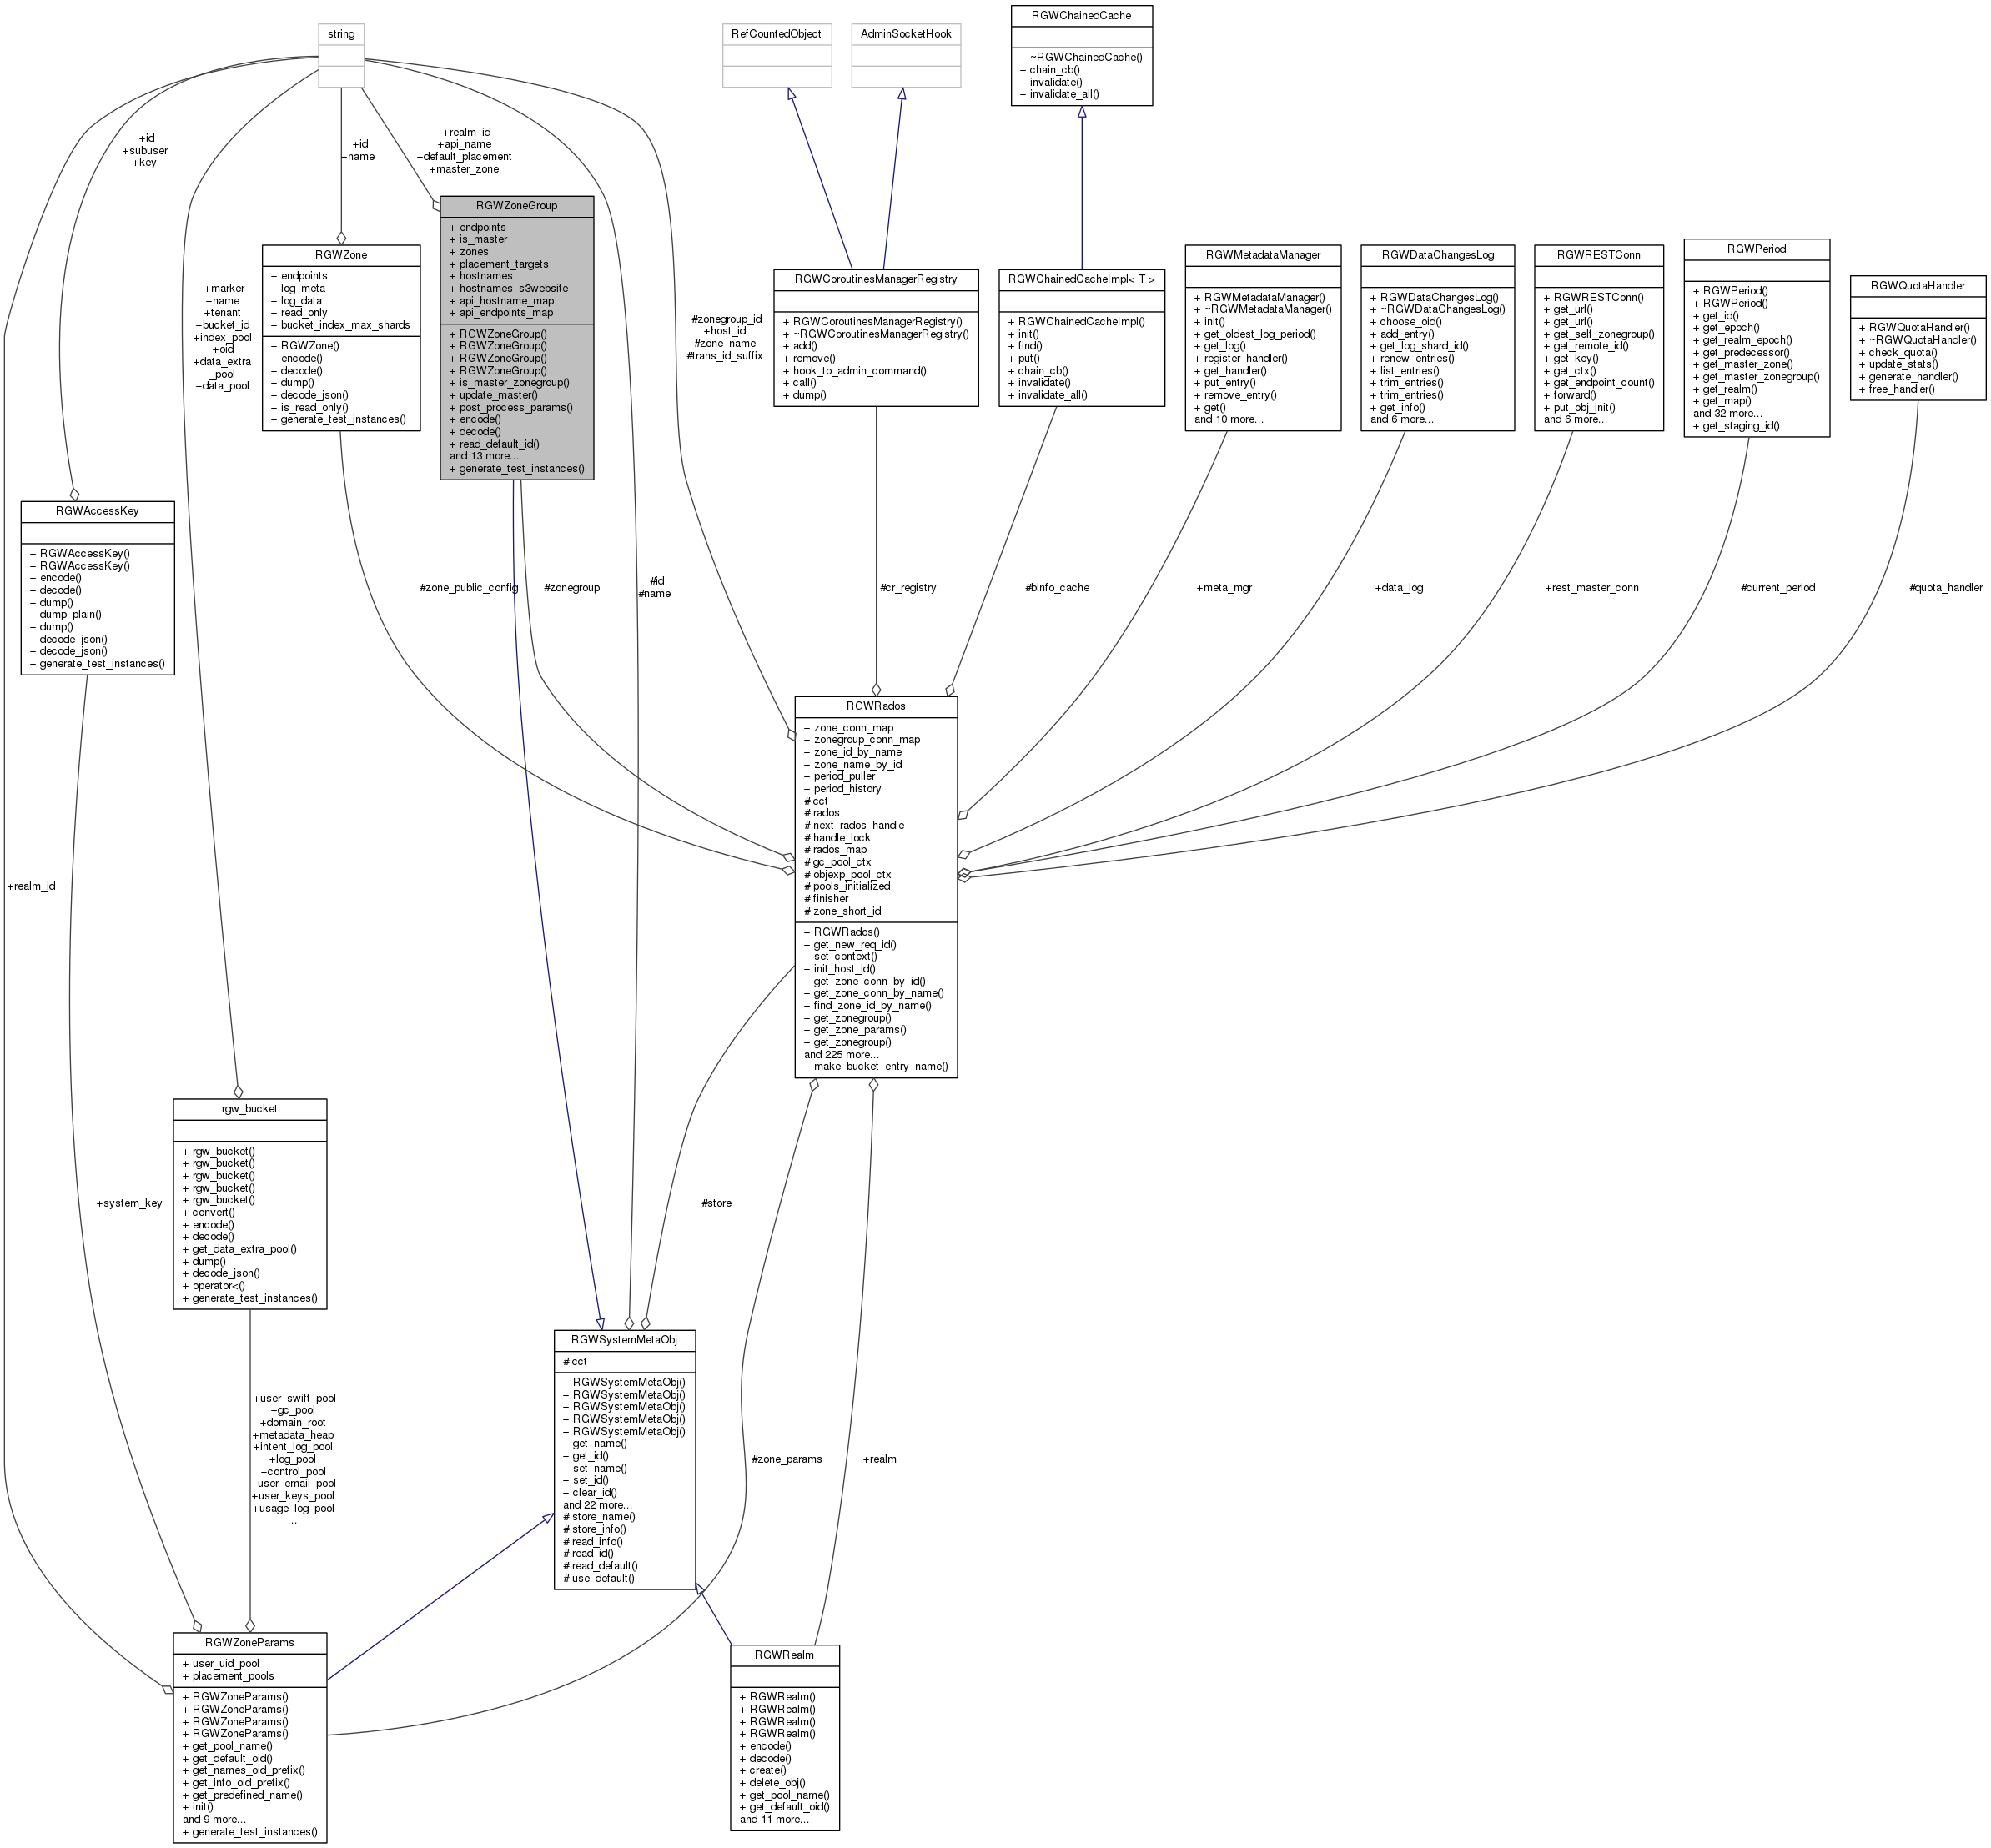 RGWChainedCache
+ ~RGWChainedCache()
+ chain_cb()
+ invalidate()
+ invalidate_all()
string
RefCountedObject
AdminSocketHook
+id
+subuser
+key
+id
+name
+realm_id
+api_name
+default_placement
+master_zone
RGWZoneGroup
+ endpoints
+ is_master
+ zones
+ placement_targets
+ hostnames
+ hostnames_s3website
+ api_hostname_map
+ api_endpoints_map
+ RGWZoneGroup()
+ RGWZoneGroup()
+ RGWZoneGroup()
+ RGWZoneGroup()
+ is_master_zonegroup()
+ update_master()
+ post_process_params()
+ encode()
+ decode()
+ read_default_id()
and 13 more...
+ generate_test_instances()
RGWZone
+ endpoints
+ log_meta
+ log_data
+ read_only
+ bucket_index_max_shards
+ RGWZone()
+ encode()
+ decode()
+ dump()
+ decode_json()
+ is_read_only()
+ generate_test_instances()
+marker
+name
+tenant
+bucket_id
+index_pool
+oid
+data_extra
_pool
+data_pool
#zonegroup_id
+host_id
#zone_name
#trans_id_suffix
RGWCoroutinesManagerRegistry
+ RGWCoroutinesManagerRegistry()
+ ~RGWCoroutinesManagerRegistry()
+ add()
+ remove()
+ hook_to_admin_command()
+ call()
+ dump()
RGWChainedCacheImpl< T >
+ RGWChainedCacheImpl()
+ init()
+ find()
+ put()
+ chain_cb()
+ invalidate()
+ invalidate_all()
RGWMetadataManager
+ RGWMetadataManager()
+ ~RGWMetadataManager()
+ init()
+ get_oldest_log_period()
+ get_log()
+ register_handler()
+ get_handler()
+ put_entry()
+ remove_entry()
+ get()
and 10 more...
RGWDataChangesLog
+ RGWDataChangesLog()
+ ~RGWDataChangesLog()
+ choose_oid()
+ add_entry()
+ get_log_shard_id()
+ renew_entries()
+ list_entries()
+ trim_entries()
+ trim_entries()
+ get_info()
and 6 more...
RGWRESTConn
+ RGWRESTConn()
+ get_url()
+ get_url()
+ get_self_zonegroup()
+ get_remote_id()
+ get_key()
+ get_ctx()
+ get_endpoint_count()
+ forward()
+ put_obj_init()
and 6 more...
RGWPeriod
+ RGWPeriod()
+ RGWPeriod()
+ get_id()
+ get_epoch()
+ get_realm_epoch()
+ get_predecessor()
+ get_master_zone()
+ get_master_zonegroup()
+ get_realm()
+ get_map()
and 32 more...
+ get_staging_id()
RGWQuotaHandler
+ RGWQuotaHandler()
+ ~RGWQuotaHandler()
+ check_quota()
+ update_stats()
+ generate_handler()
+ free_handler()
RGWAccessKey
+ RGWAccessKey()
+ RGWAccessKey()
+ encode()
+ decode()
+ dump()
+ dump_plain()
+ dump()
+ decode_json()
+ decode_json()
+ generate_test_instances()
#zone_public_config
#zonegroup
#id
#name
#cr_registry
#binfo_cache
+meta_mgr
+data_log
+rest_master_conn
#current_period
#quota_handler
RGWRados
+ zone_conn_map
+ zonegroup_conn_map
+ zone_id_by_name
+ zone_name_by_id
+ period_puller
+ period_history
# cct
# rados
# next_rados_handle
# handle_lock
# rados_map
# gc_pool_ctx
# objexp_pool_ctx
# pools_initialized
# finisher
# zone_short_id
+ RGWRados()
+ get_new_req_id()
+ set_context()
+ init_host_id()
+ get_zone_conn_by_id()
+ get_zone_conn_by_name()
+ find_zone_id_by_name()
+ get_zonegroup()
+ get_zone_params()
+ get_zonegroup()
and 225 more...
+ make_bucket_entry_name()
+realm_id
rgw_bucket
+ rgw_bucket()
+ rgw_bucket()
+ rgw_bucket()
+ rgw_bucket()
+ rgw_bucket()
+ convert()
+ encode()
+ decode()
+ get_data_extra_pool()
+ dump()
+ decode_json()
+ operator<()
+ generate_test_instances()
+system_key
#store
RGWSystemMetaObj
# cct
+ RGWSystemMetaObj()
+ RGWSystemMetaObj()
+ RGWSystemMetaObj()
+ RGWSystemMetaObj()
+ RGWSystemMetaObj()
+ get_name()
+ get_id()
+ set_name()
+ set_id()
+ clear_id()
and 22 more...
# store_name()
# store_info()
# read_info()
# read_id()
# read_default()
# use_default()
+user_swift_pool
+gc_pool
+domain_root
+metadata_heap
+intent_log_pool
+log_pool
+control_pool
+user_email_pool
+user_keys_pool
+usage_log_pool
...
#zone_params
+realm
RGWZoneParams
+ user_uid_pool
+ placement_pools
+ RGWZoneParams()
+ RGWZoneParams()
+ RGWZoneParams()
+ RGWZoneParams()
+ get_pool_name()
+ get_default_oid()
+ get_names_oid_prefix()
+ get_info_oid_prefix()
+ get_predefined_name()
+ init()
and 9 more...
+ generate_test_instances()
RGWRealm
+ RGWRealm()
+ RGWRealm()
+ RGWRealm()
+ RGWRealm()
+ encode()
+ decode()
+ create()
+ delete_obj()
+ get_pool_name()
+ get_default_oid()
and 11 more...